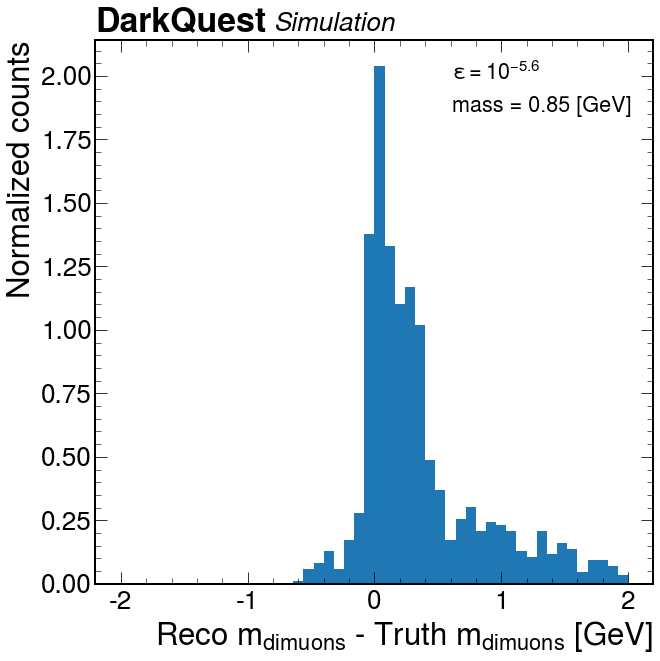 DarkQuest Simulation
ε = 10^−5.6
mass = 0.85 [GeV]
Normalized counts
2.00
1.75
1.50
1.25
1.00
0.75
0.50
0.25
0.00
-2 -1 0 1 2
Reco m_dimuons - Truth m_dimuons [GeV]